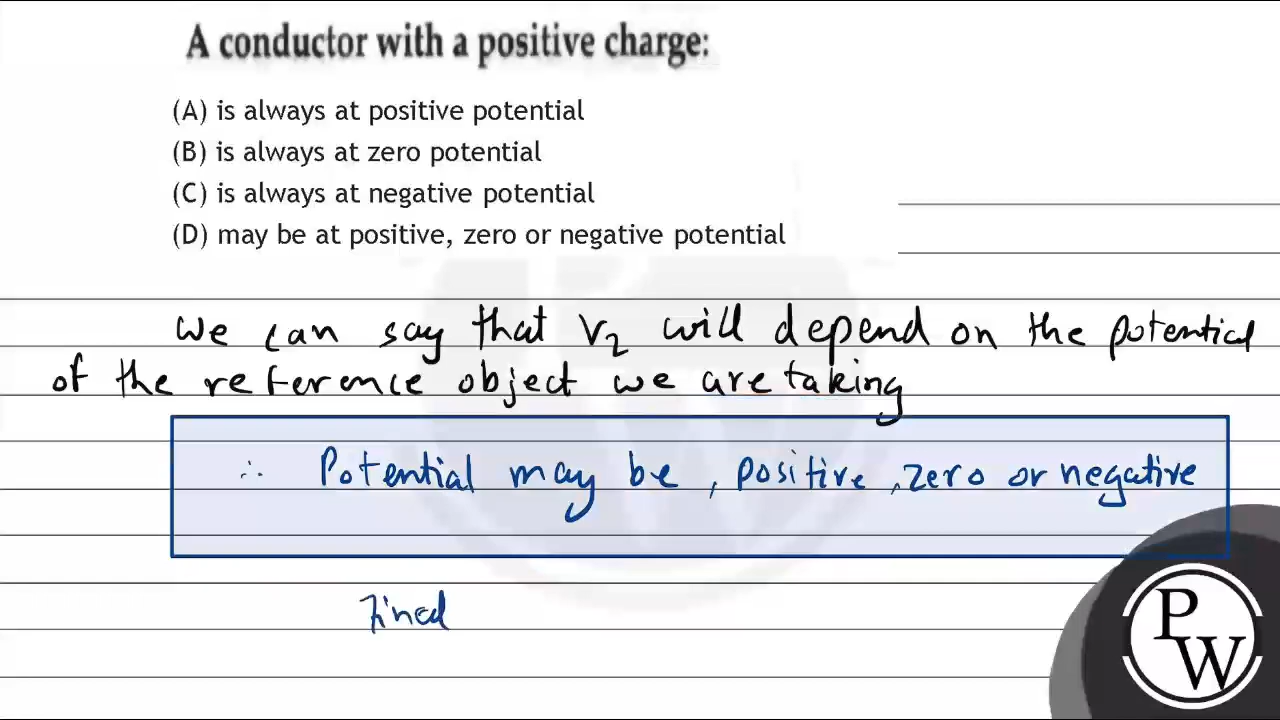 A conductor with a positive charge:
(A) is always at positive potential
(B) is always at zero potential
(C) is always at negative potential
(D) may be at positive, zero or negative potential
we can say that V₂ will depend on the potential
of the reference object we are taking
∴ Potential may be, positive, zero or negative
PW